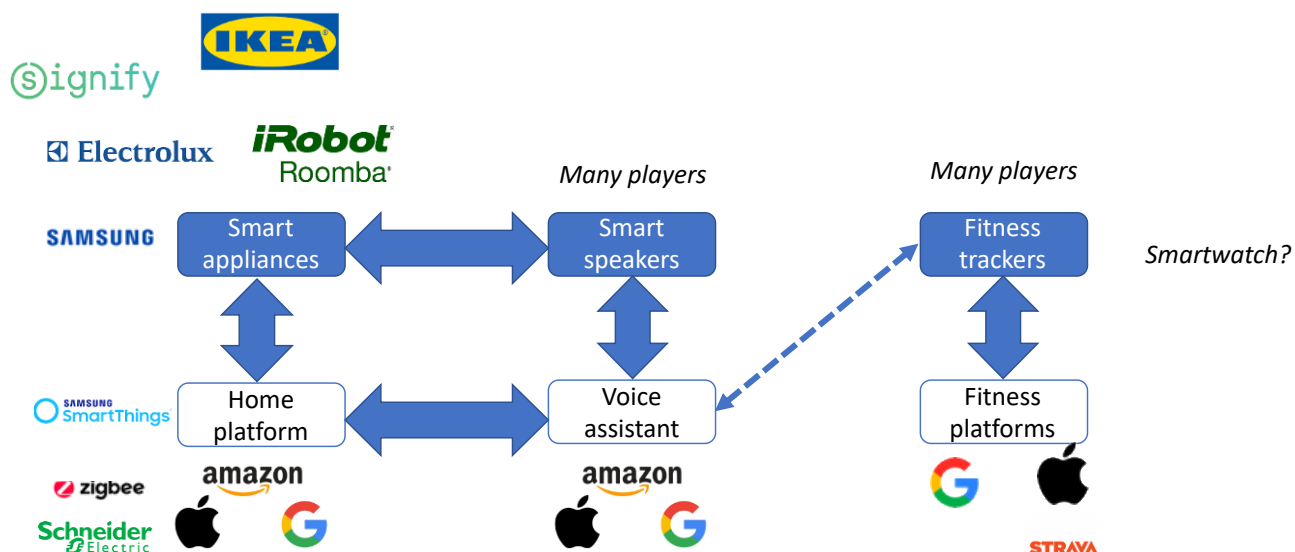 IKEA
signify
Electrolux
iRobot
Roomba
Many players
Many players
SAMSUNG
Smart
appliances
Smart
speakers
Fitness
trackers
Smartwatch?
SAMSUNG
SmartThings
Home
platform
Voice
assistant
Fitness
platforms
zigbee
amazon
amazon
Schneider
Electric
STRAVA